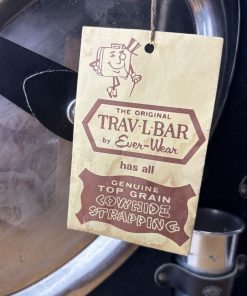 THE ORIGINAL
TRAV-L-BAR
by Ever-Wear
has all
GENUINE
TOP GRAIN
COWHIDE
STRAPPING